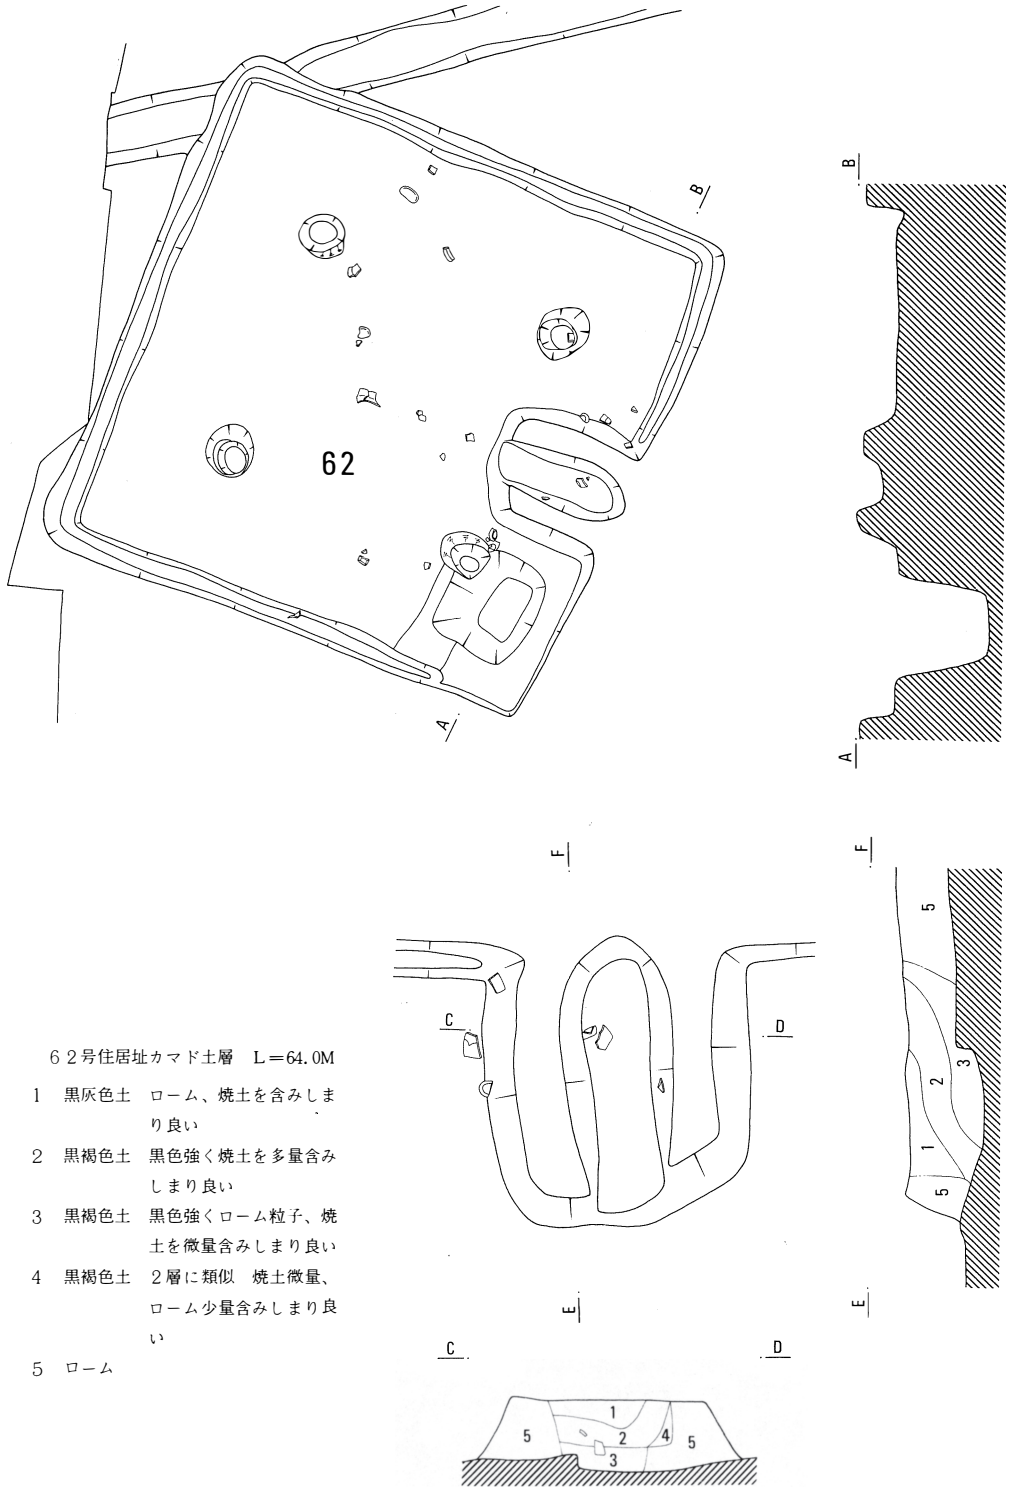 B
B
62
A
A
F
F
5
3
2
1
5
C
D
E
E
62号住居址カマド土層 L=64.0M
1 黒灰色土 ローム、焼土を含みしま
り良い
2 黒褐色土 黒色強く焼土を多量含み
しまり良い
3 黒褐色土 黒色強くローム粒子、焼
土を微量含みしまり良い
4 黒褐色土 2層に類似 焼土微量、
ローム少量含みしまり良
い
5 ローム
C
D
1
5
2
4
5
3